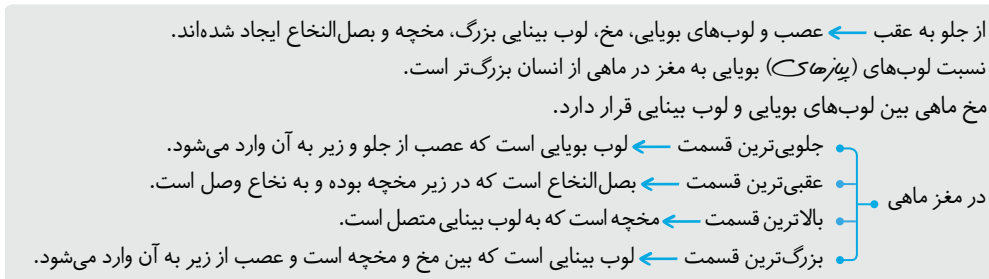 از جلو به عقب ← عصب و لوب‌های بویایی، مخ، لوب بینایی بزرگ، مخچه و بصل‌النخاع ایجاد شده‌اند.
نسبت لوب‌های (پیازهای) بویایی به مغز در ماهی از انسان بزرگ‌تر است.
مخ ماهی بین لوب‌های بویایی و لوب بینایی قرار دارد.
در مغز ماهی
جلویی‌ترین قسمت ← لوب بویایی است که عصب از جلو و زیر به آن وارد می‌شود.
عقبی‌ترین قسمت ← بصل‌النخاع است که در زیر مخچه بوده و به نخاع وصل است.
بالاترین قسمت ← مخچه است که به لوب بینایی متصل است.
بزرگ‌ترین قسمت ← لوب بینایی است که بین مخ و مخچه است و عصب از زیر به آن وارد می‌شود.